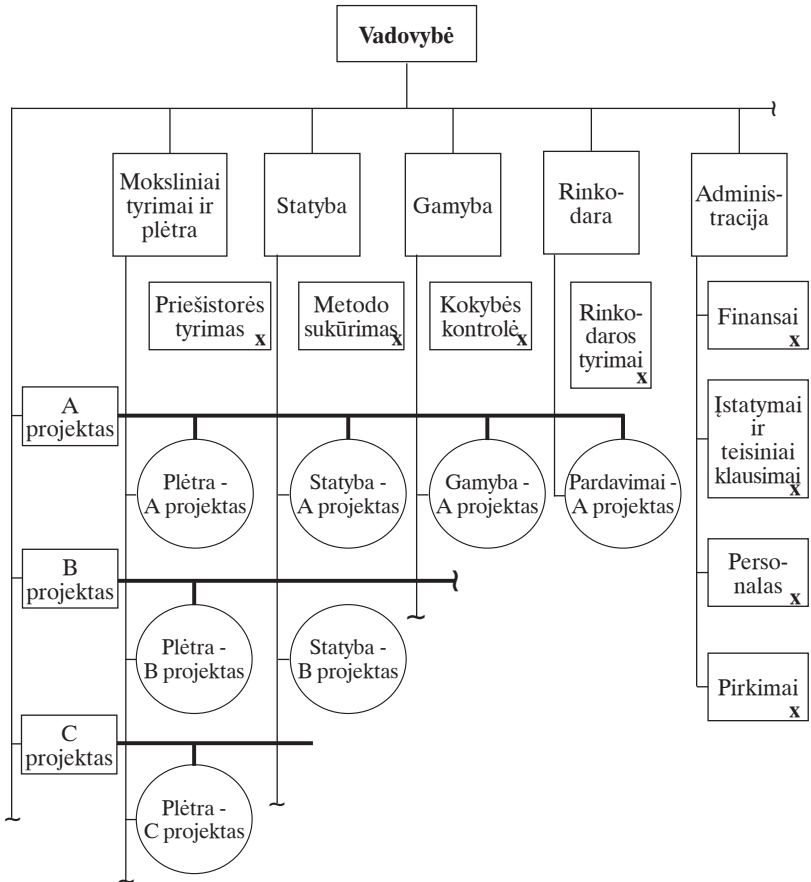 Vadovybė
Moksliniai
tyrimai ir
plėtra
Statyba
Gamyba
Rinko-
dara
Adminis-
tracija
Priešistorės
tyrimas
x
Metodo
sukūrimas
x
Kokybės
kontrolė
x
Rinko-
daros
tyrimai
x
Finansai
x
Įstatymai
ir
teisiniai
klausimai
x
Perso-
nalas
x
Pirkimai
x
A
projektas
Plėtra -
A projektas
Statyba -
A projektas
Gamyba -
A projektas
Pardavimai -
A projektas
B
projektas
Plėtra -
B projektas
Statyba -
B projektas
C
projektas
Plėtra -
C projektas